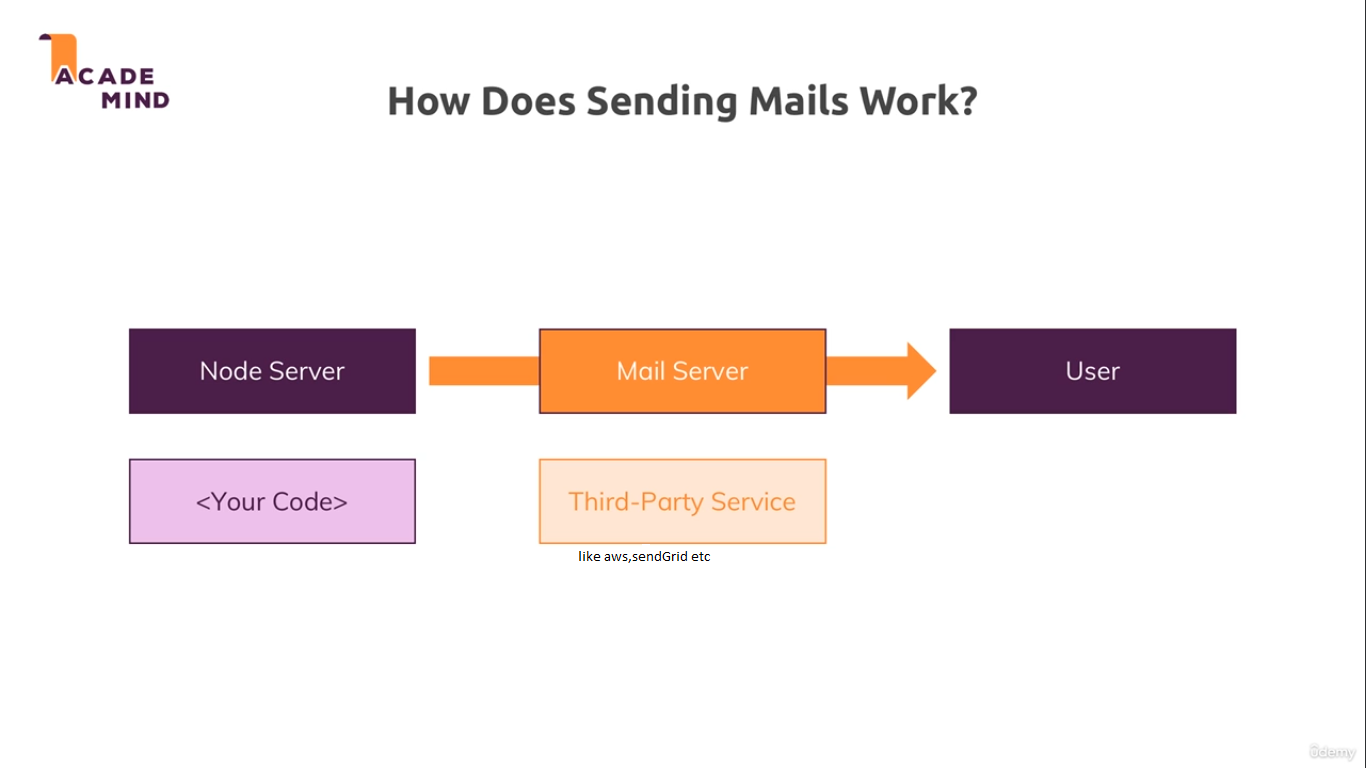 ACADE
MIND
How Does Sending Mails Work?
Node Server
Mail Server
User
<Your Code>
Third-Party Service
like aws,sendGrid etc
ûdemy